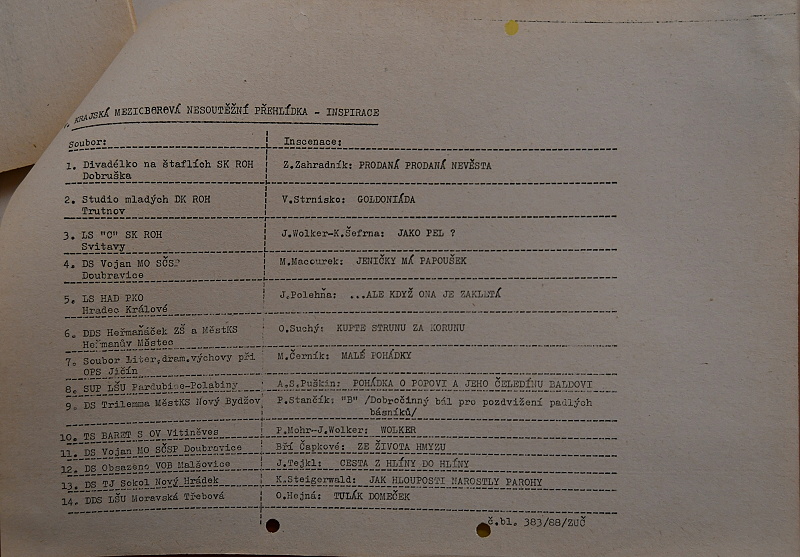 KRAJSKÁ MEZIOBOROVÁ NESOUTĚŽNÍ PŘEHLÍDKA - INSPIRACE
Soubor: Inscenace:
1. Divadélko na štaflích SK ROH Z.Zahradník: PRODANÁ PRODANÁ NEVĚSTA
Dobruška
2. Studio mladých DK ROH V.Strnisko: GOLDONIÁDA
Trutnov
3. LS "C" SK ROH J.Wolker-K.Šefrna: JAKO PEL ?
Svitavy
4. DS Vojan MO SČSP M.Macourek: JENIČKY MÁ PAPOUŠEK
Doubravice
5. LS HAD PKO J.Polehňa: ...ALE KDYŽ ONA JE ZAKLETÁ
Hradec Králové
6. DDS Heřmaňáček ZŠ a MěstKS O.Suchý: KUPTE STRUNU ZA KORUNU
Heřmanův Městec
7. Soubor liter,dram.výchovy při M.Černík: MALÉ POHÁDKY
OPS Jičín
8. SUP LŠU Pardubice-Polabiny A.S.Puškin: POHÁDKA O POPOVI A JEHO ČELEDÍNU BALDOVI
9. DS Trilemma MěstKS Nový Bydžov P.Stančík: "B" /Dobročinný bál pro pozdvižení padlých
básníků/
10. TS BARET S OV Vitiněves P.Mohr-J.Wolker: WOLKER
11. DS Vojan MO SČSP Doubravice Bří Čapkové: ZE ŽIVOTA HMYZU
12. DS Obsazeno VOB Malšovice J.Tejkl: CESTA Z HLÍNY DO HLÍNY
13. DS TJ Sokol Nový Hrádek K.Steigerwald: JAK HLOUPOSTI NAROSTLY PAROHY
14. DDS LŠU Moravská Třebová O.Hejná: TULÁK DOMEČEK
č.bl. 383/88/ZUČ